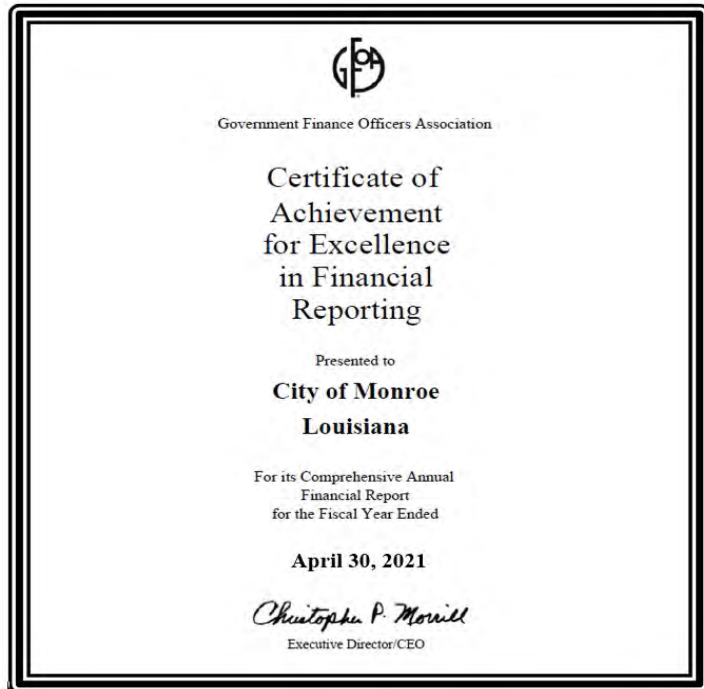 GFOA
Government Finance Officers Association
Certificate of
Achievement
for Excellence
in Financial
Reporting
Presented to
City of Monroe
Louisiana
For its Comprehensive Annual
Financial Report
for the Fiscal Year Ended
April 30, 2021
Christopher P. Morrill
Executive Director/CEO